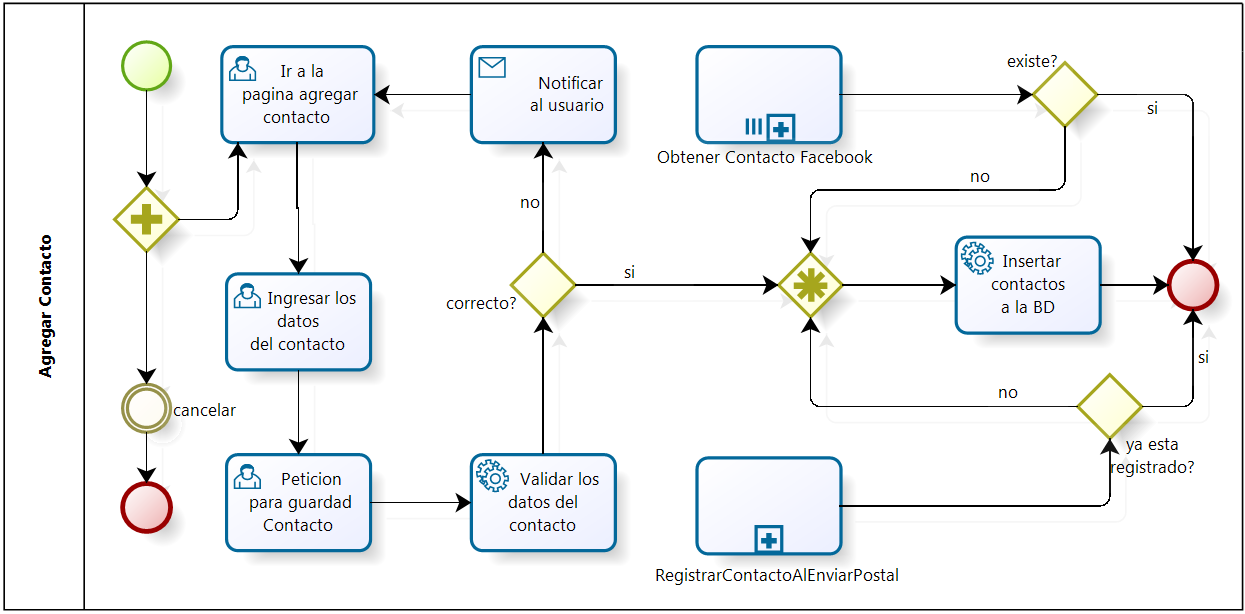 Agregar Contacto
Ir a la
pagina agregar
contacto
Notificar
al usuario
Obtener Contacto Facebook
existe?
si
no
no
correcto?
si
Insertar
contactos
a la BD
Ingresar los
datos
del contacto
cancelar
no
si
ya esta
registrado?
Peticion
para guardad
Contacto
Validar los
datos del
contacto
RegistrarContactoAlEnviarPostal